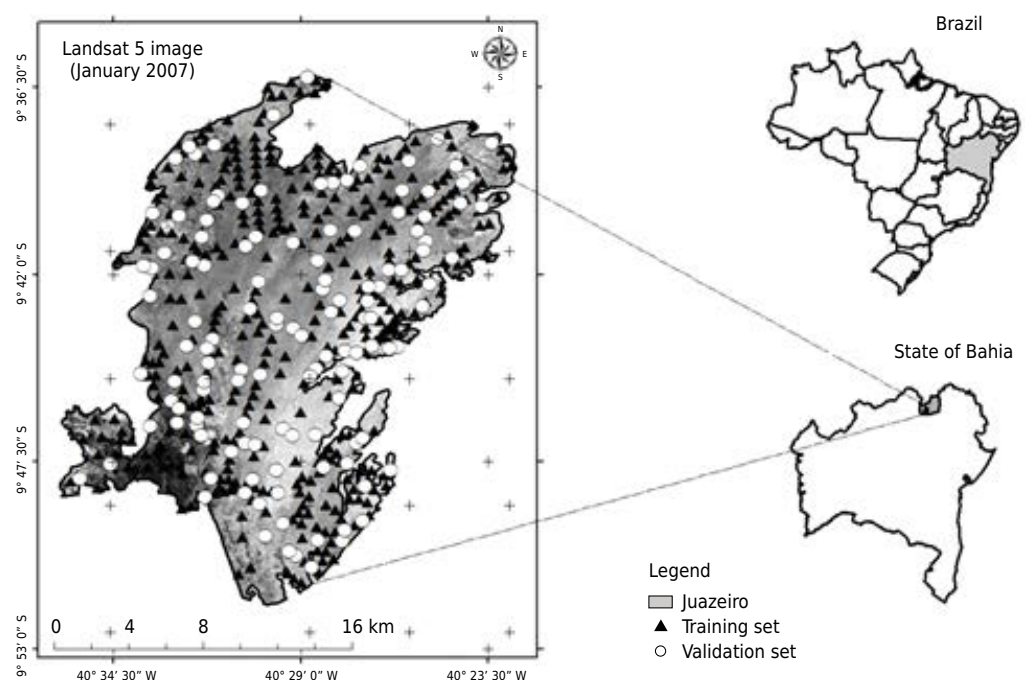 Landsat 5 image
(January 2007)
N
W
E
S
Brazil
State of Bahia
9° 36' 30" S
9° 42' 0" S
9° 47' 30" S
9° 53' 0" S
0 4 8 16 km
40° 34' 30" W
40° 29' 0" W
40° 23' 30" W
Legend
Juazeiro
Training set
Validation set